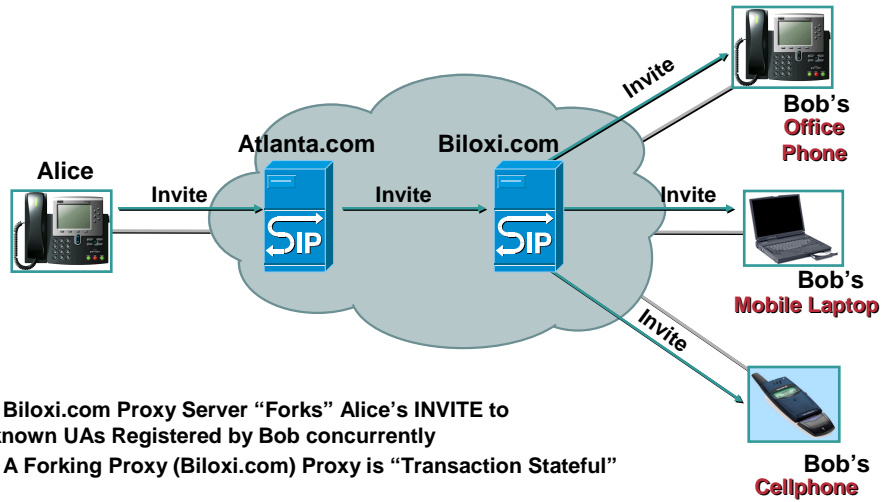 Invite
Bob's
Office
Phone
Atlanta.com
Biloxi.com
Alice
Invite
Invite
Invite
SIP
SIP
Bob's
Mobile Laptop
Invite
Biloxi.com Proxy Server “Forks” Alice’s INVITE to
known UAs Registered by Bob concurrently
A Forking Proxy (Biloxi.com) Proxy is “Transaction Stateful”
Bob's
Cellphone